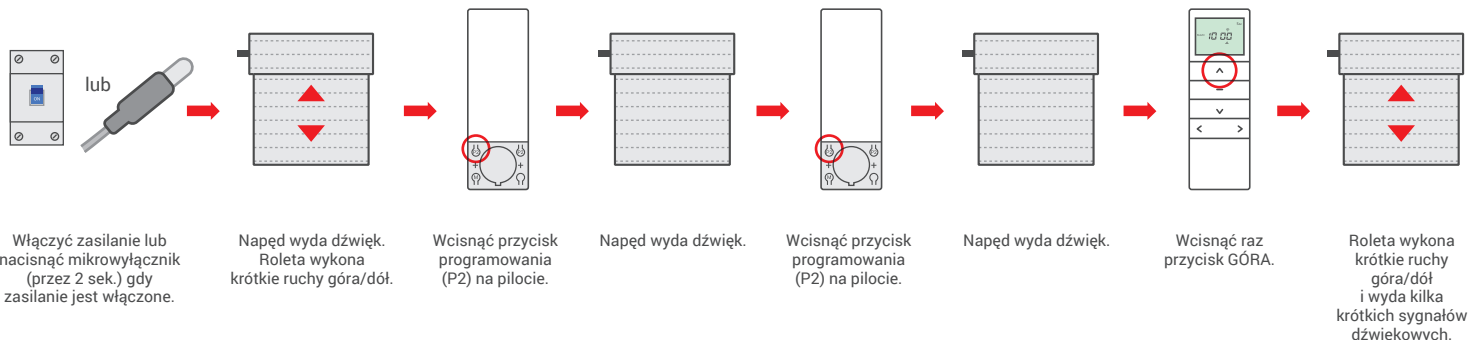 ON
lub
10:00
Włączyć zasilanie lub
nacisnąć mikrowyłącznik
(przez 2 sek.) gdy
zasilanie jest włączone.
Napęd wyda dźwięk.
Roleta wykona
krótkie ruchy góra/dół.
Wcisnąć przycisk
programowania
(P2) na pilocie.
Napęd wyda dźwięk.
Wcisnąć przycisk
programowania
(P2) na pilocie.
Napęd wyda dźwięk.
Wcisnąć raz
przycisk GÓRA.
Roleta wykona
krótkie ruchy
góra/dół
i wyda kilka
krótkich sygnałów
dźwiękowych.